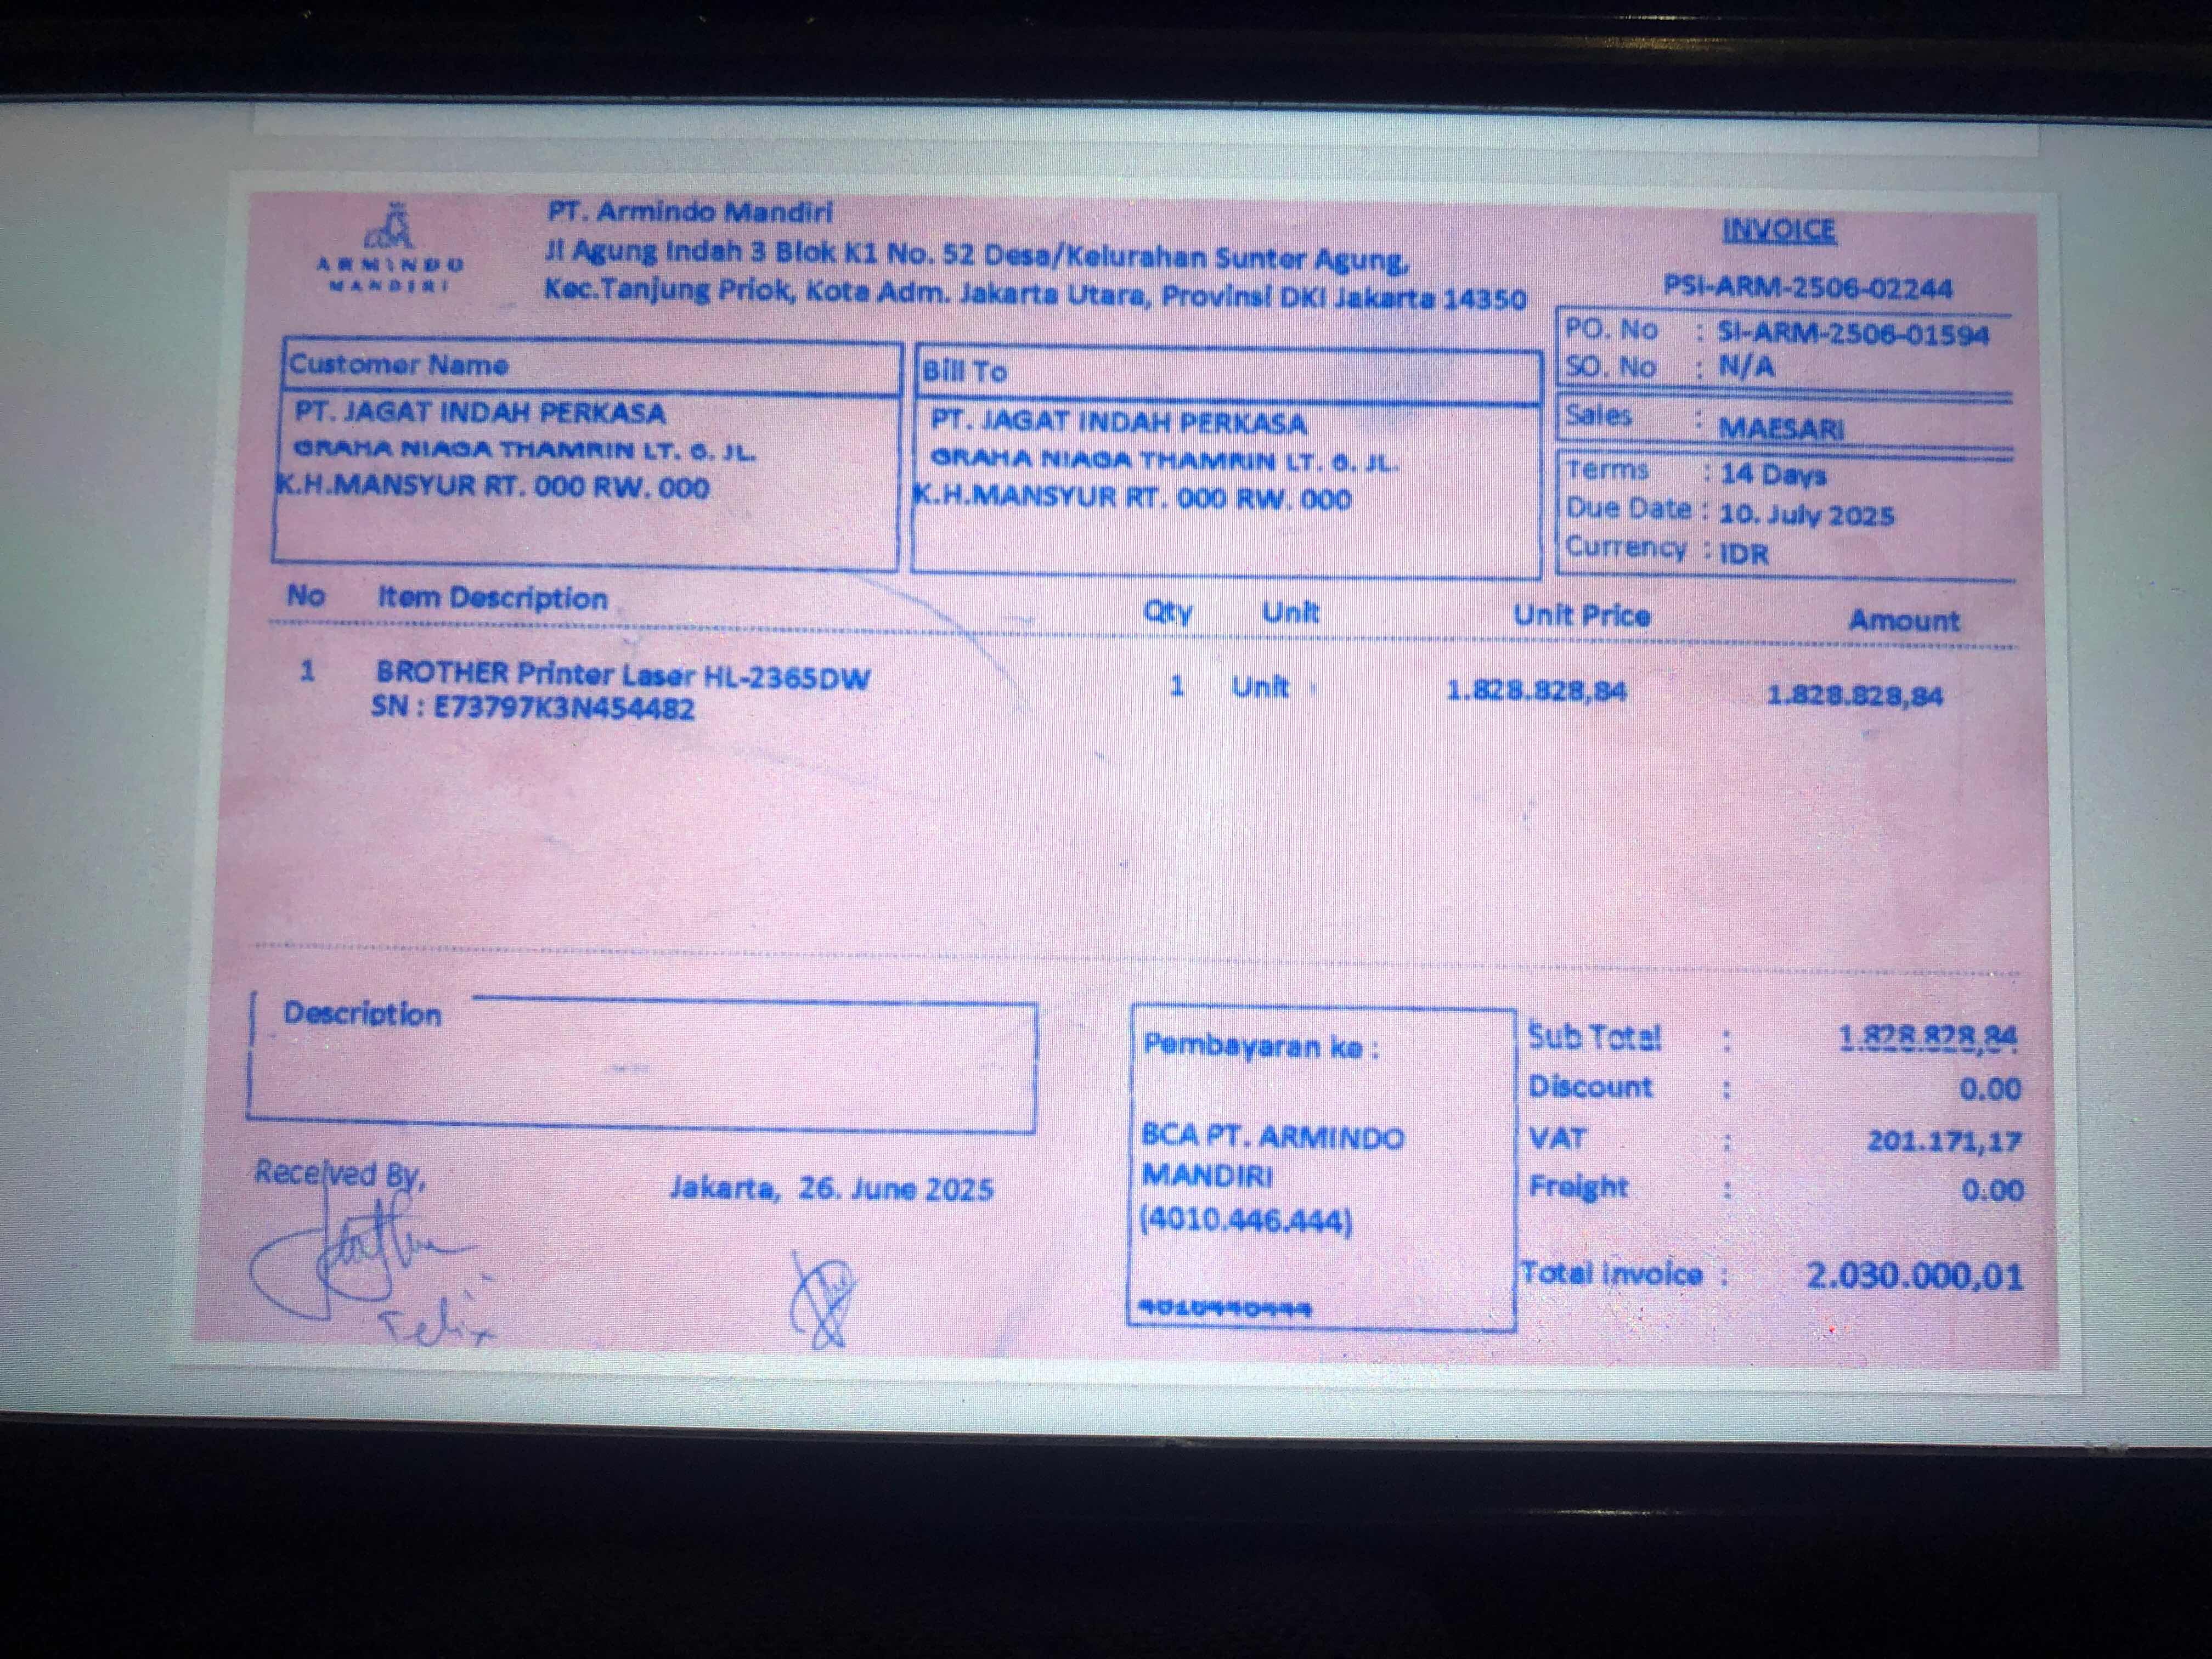 ARMINDO
MANDIRI
PT. Armindo Mandiri
Jl Agung Indah 3 Blok K1 No. 52 Desa/Kelurahan Sunter Agung,
Kec.Tanjung Priok, Kota Adm. Jakarta Utara, Provinsi DKI Jakarta 14350
INVOICE
PSI-ARM-2506-02244
PO. No : SI-ARM-2506-01594
SO. No : N/A
Sales : MAESARI
Terms : 14 Days
Due Date : 10. July 2025
Currency : IDR
Customer Name
PT. JAGAT INDAH PERKASA
GRAHA NIAGA THAMRIN LT. 6. JL.
K.H.MANSYUR RT. 000 RW. 000
Bill To
PT. JAGAT INDAH PERKASA
GRAHA NIAGA THAMRIN LT. 6. JL.
K.H.MANSYUR RT. 000 RW. 000
No Item Description Qty Unit Unit Price Amount
1 BROTHER Printer Laser HL-2365DW 1 Unit 1.828.828,84 1.828.828,84
SN : E73797K3N454482
Description
Received By,
Felix
Jakarta, 26. June 2025
Pembayaran ke :
BCA PT. ARMINDO
MANDIRI
(4010.446.444)
4010446444
Sub Total : 1.828.828,84
Discount : 0.00
VAT : 201.171,17
Freight : 0.00
Total Invoice : 2.030.000,01